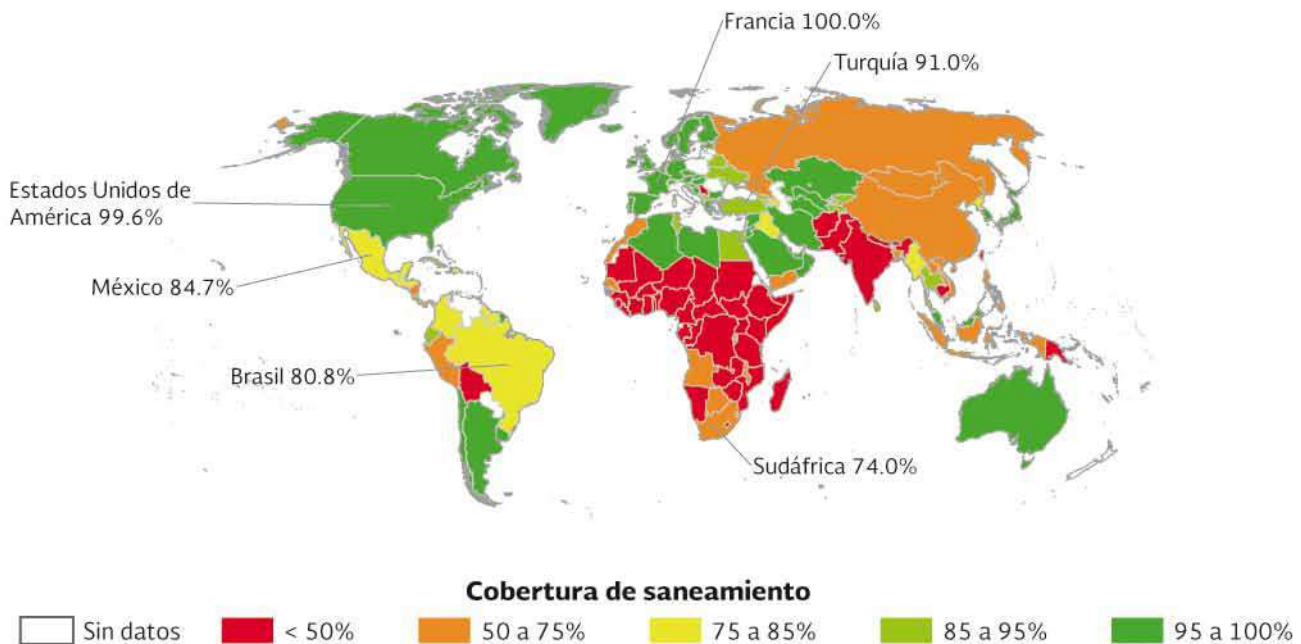 Francia 100.0%
Turquía 91.0%
Estados Unidos de
América 99.6%
México 84.7%
Brasil 80.8%
Sudáfrica 74.0%
Cobertura de saneamiento
Sin datos
< 50%
50 a 75%
75 a 85%
85 a 95%
95 a 100%